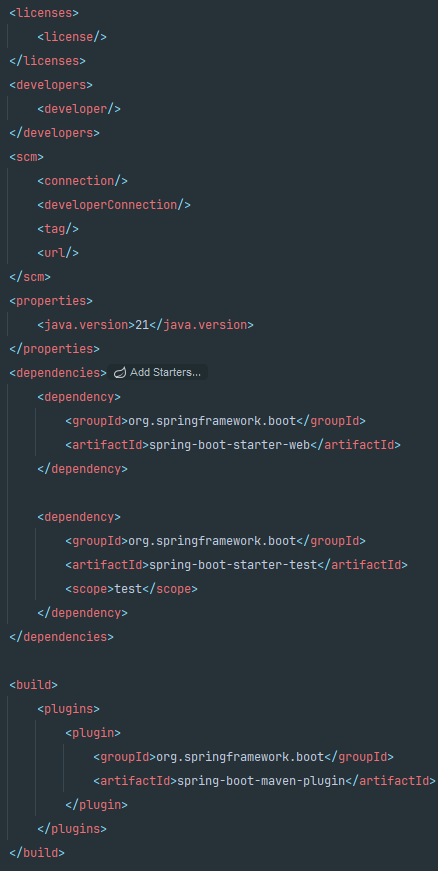 <licenses>
<license/>
</licenses>
<developers>
<developer/>
</developers>
<scm>
<connection/>
<developerConnection/>
<tag/>
<url/>
</scm>
<properties>
<java.version>21</java.version>
</properties>
<dependencies> Add Starters...
<dependency>
<groupId>org.springframework.boot</groupId>
<artifactId>spring-boot-starter-web</artifactId>
</dependency>
<dependency>
<groupId>org.springframework.boot</groupId>
<artifactId>spring-boot-starter-test</artifactId>
<scope>test</scope>
</dependency>
</dependencies>
<build>
<plugins>
<plugin>
<groupId>org.springframework.boot</groupId>
<artifactId>spring-boot-maven-plugin</artifactId>
</plugin>
</plugins>
</build>